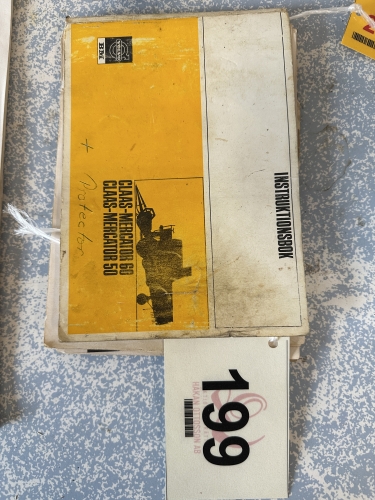 INSTRUKTIONSBOK
CLAAS-MERCATOR 60
CLAAS-MERCATOR 50
+ Protector
199